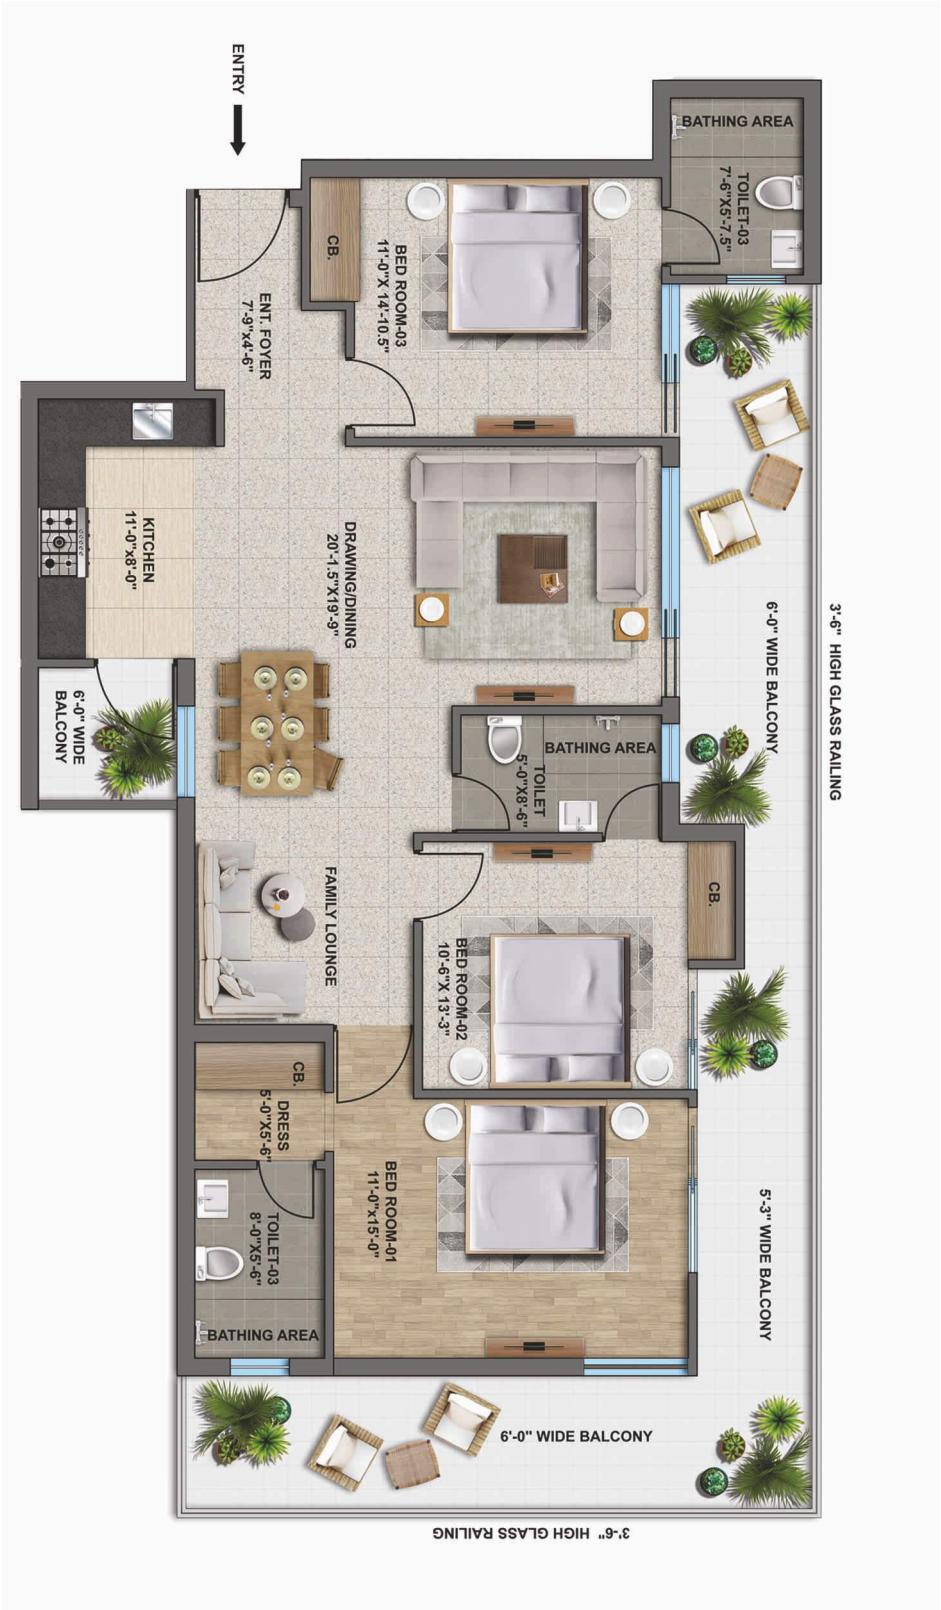 ENTRY
BATHING AREA
TOILET-03
7'-6"X5'-7.5"
CB.
BED ROOM-03
11'-0"X 14'-10.5"
ENT. FOYER
7'-9"x4'-6"
KITCHEN
11'-0"x8'-0"
DRAWING/DINING
20'-1.5"X19'-9"
6'-0" WIDE BALCONY
3'-6" HIGH GLASS RAILING
6'-0" WIDE
BALCONY
BATHING AREA
TOILET
5'-0"X8'-6"
FAMILY LOUNGE
CB.
BED ROOM-02
10'-6"X 13'-3"
CB.
DRESS
5'-0"X5'-6"
BED ROOM-01
11'-0"x15'-0"
5'-3" WIDE BALCONY
TOILET-03
8'-0"X5'-6"
BATHING AREA
6'-0" WIDE BALCONY
3'-6" HIGH GLASS RAILING